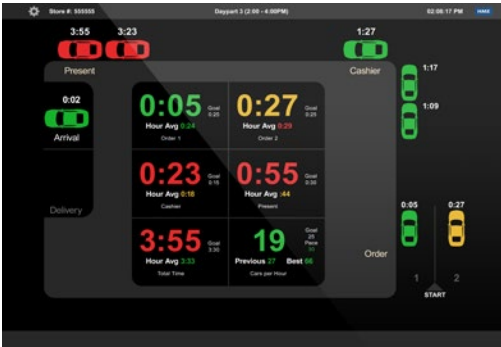 Store #: 555555
Daypart 3 (2:00 - 4:00PM)
02:08:17 PM
HME
3:55
3:23
1:27
Present
Cashier
1:17
0:02
1:09
Arrival
Delivery
0:05
Goal
0:25
Hour Avg 0:24
Order 1
0:27
Goal
0:25
Hour Avg 0:29
Order 2
0:23
Goal
0:15
Hour Avg 0:18
Cashier
0:55
Goal
0:30
Hour Avg :44
Present
3:55
Goal
3:30
Hour Avg 3:33
Total Time
19
Goal
25
Pace
30
Previous 27 Best 66
Cars per Hour
0:05
0:27
Order
1
2
START